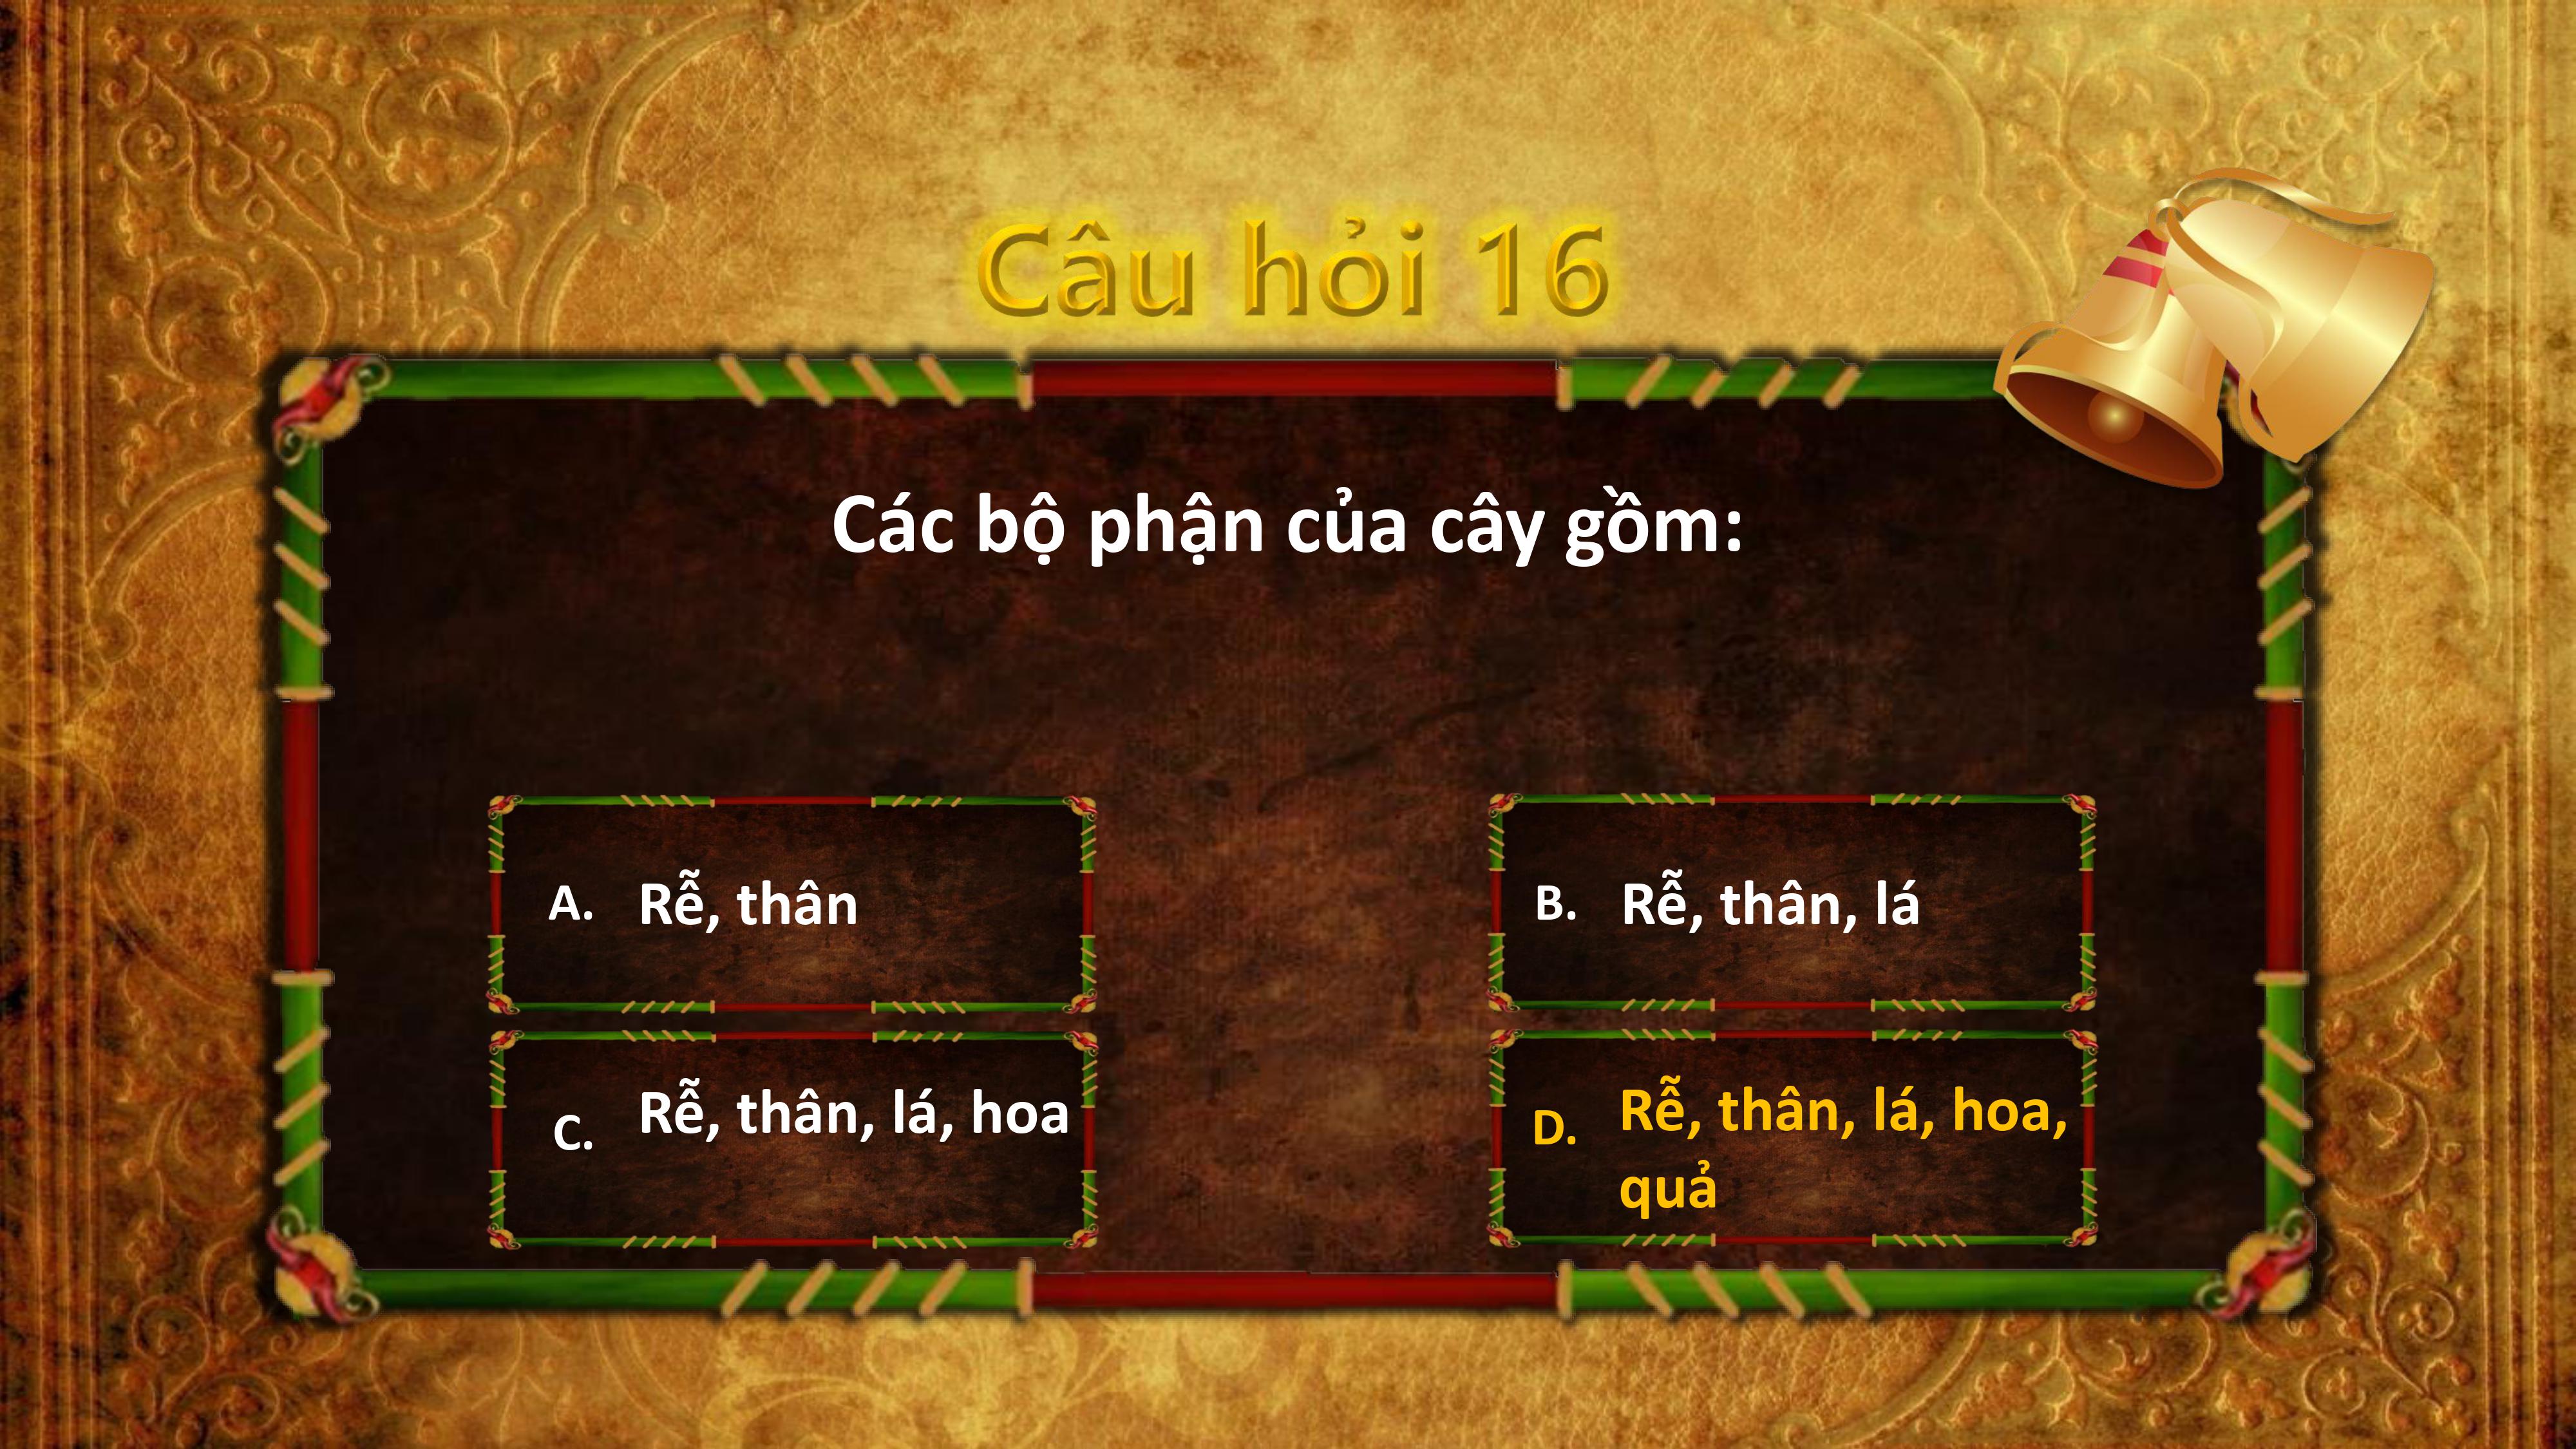 Câu hỏi 16
Các bộ phận của cây gồm:
A. Rễ, thân
B. Rễ, thân, lá
C. Rễ, thân, lá, hoa
D. Rễ, thân, lá, hoa,
quả